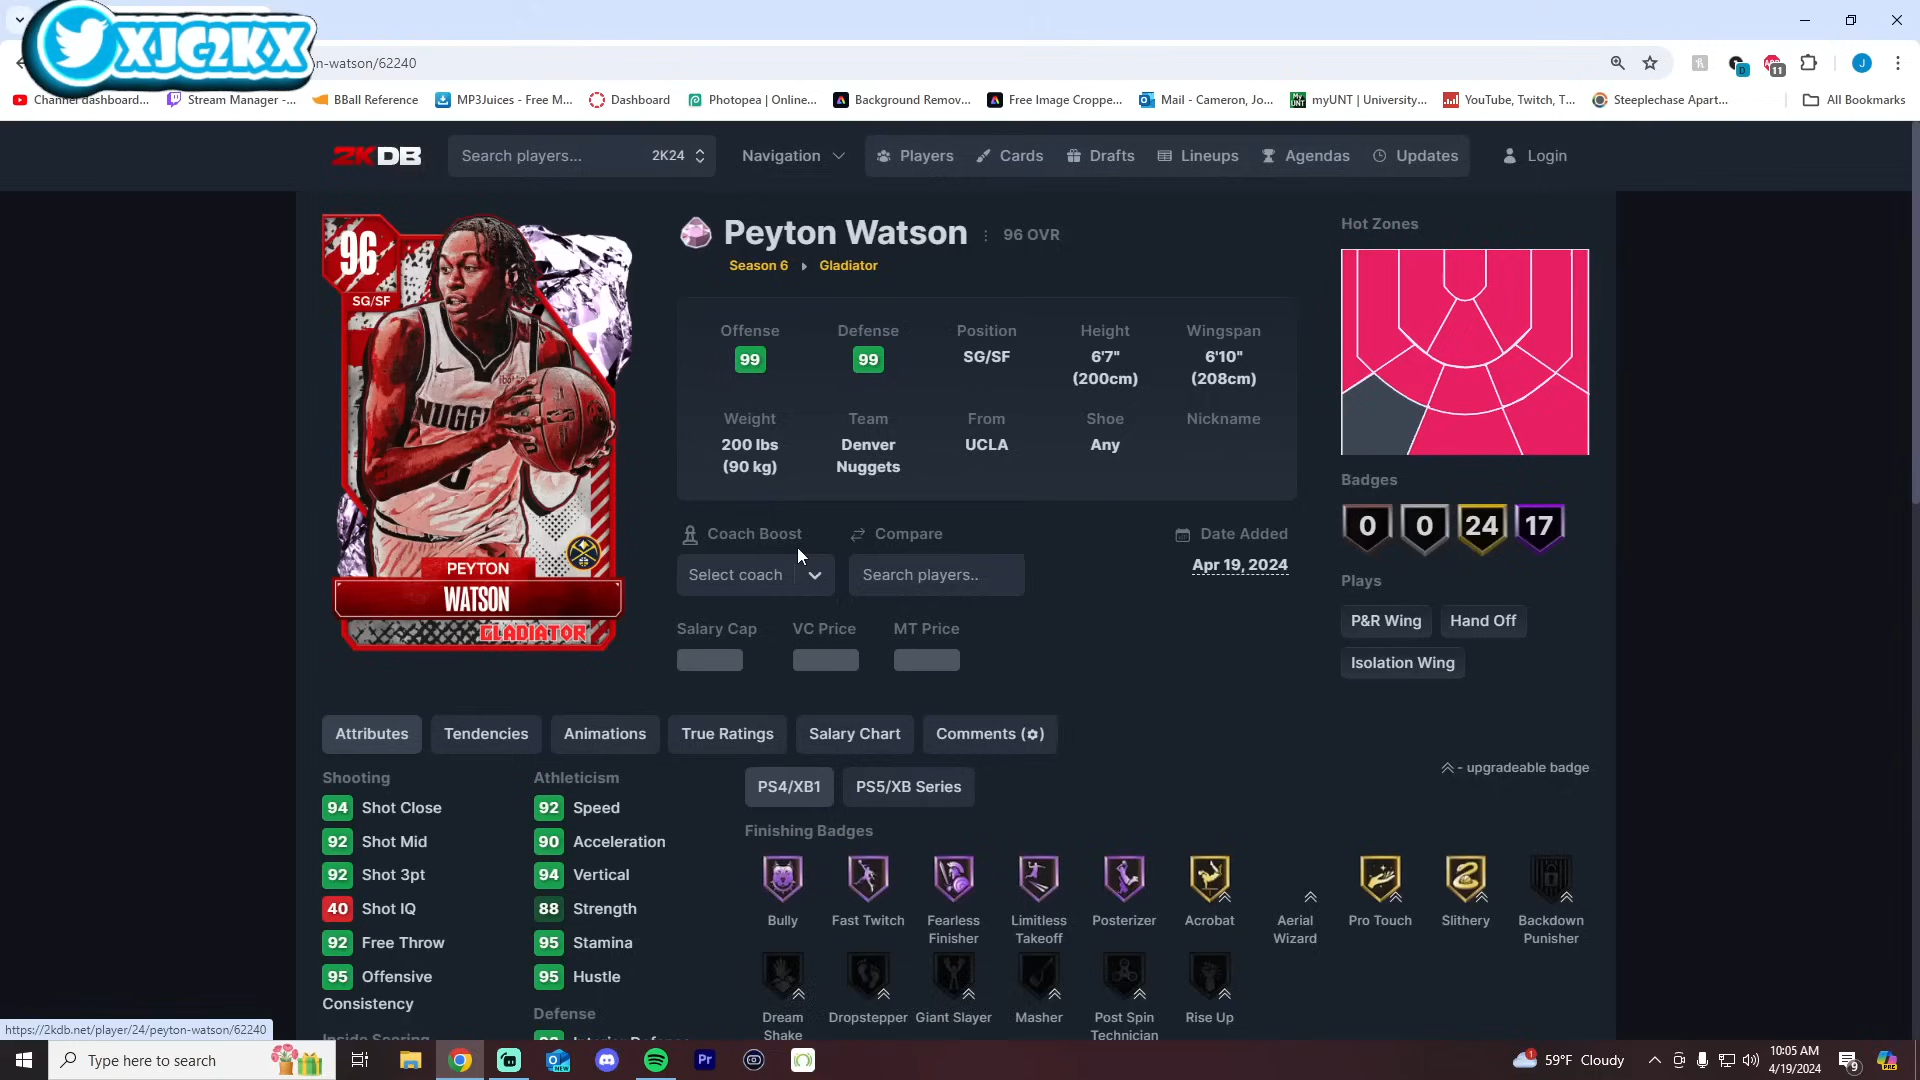 XJC2KX
n-watson/62240
Channel dashboard...
Stream Manager -...
BBall Reference
MP3Juices - Free M...
Dashboard
Photopea | Online...
Background Remov...
Free Image Croppe...
Mail - Cameron, Jo...
myUNT | University...
YouTube, Twitch, T...
Steeplechase Apart...
All Bookmarks
2KDB
Search players...
2K24
Navigation
Players
Cards
Drafts
Lineups
Agendas
Updates
Login
96
SG/SF
NUGG
PEYTON
WATSON
GLADIATOR
Peyton Watson
96 OVR
Season 6
Gladiator
Offense
Defense
Position
Height
Wingspan
99
99
SG/SF
6'7"
(200cm)
6'10"
(208cm)
Weight
Team
From
Shoe
Nickname
200 lbs
(90 kg)
Denver
Nuggets
UCLA
Any
Coach Boost
Compare
Date Added
Select coach
Search players..
Apr 19, 2024
Salary Cap
VC Price
MT Price
Hot Zones
Badges
0
0
24
17
Plays
P&R Wing
Hand Off
Isolation Wing
Attributes
Tendencies
Animations
True Ratings
Salary Chart
Comments
- upgradeable badge
Shooting
94 Shot Close
92 Shot Mid
92 Shot 3pt
40 Shot IQ
92 Free Throw
95 Offensive
Consistency
Athleticism
92 Speed
90 Acceleration
94 Vertical
88 Strength
95 Stamina
95 Hustle
Defense
PS4/XB1
PS5/XB Series
Finishing Badges
Bully
Fast Twitch
Fearless
Finisher
Limitless
Takeoff
Posterizer
Acrobat
Aerial
Wizard
Pro Touch
Slithery
Backdown
Punisher
Dream
Shake
Dropstepper
Giant Slayer
Masher
Post Spin
Technician
Rise Up
https://2kdb.net/player/24/peyton-watson/62240
Type here to search
59°F Cloudy
10:05 AM
4/19/2024